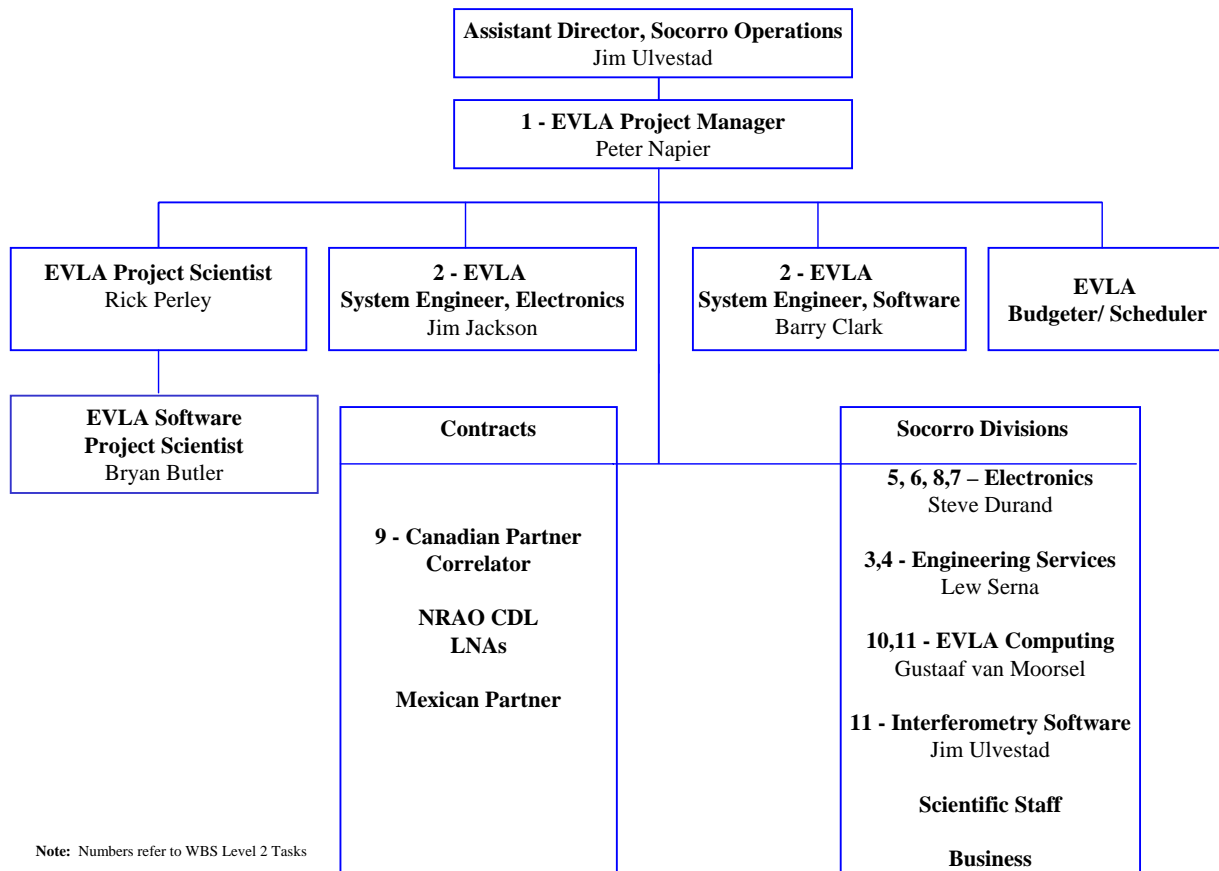 Assistant Director, Socorro Operations
Jim Ulvestad
1 - EVLA Project Manager
Peter Napier
EVLA Project Scientist
Rick Perley
2 - EVLA
System Engineer, Electronics
Jim Jackson
2 - EVLA
System Engineer, Software
Barry Clark
EVLA
Budgeter/ Scheduler
EVLA Software
Project Scientist
Bryan Butler
Contracts
9 - Canadian Partner
Correlator
NRAO CDL
LNAs
Mexican Partner
Socorro Divisions
5, 6, 8,7 – Electronics
Steve Durand
3,4 - Engineering Services
Lew Serna
10,11 - EVLA Computing
Gustaaf van Moorsel
11 - Interferometry Software
Jim Ulvestad
Scientific Staff
Business
Note: Numbers refer to WBS Level 2 Tasks